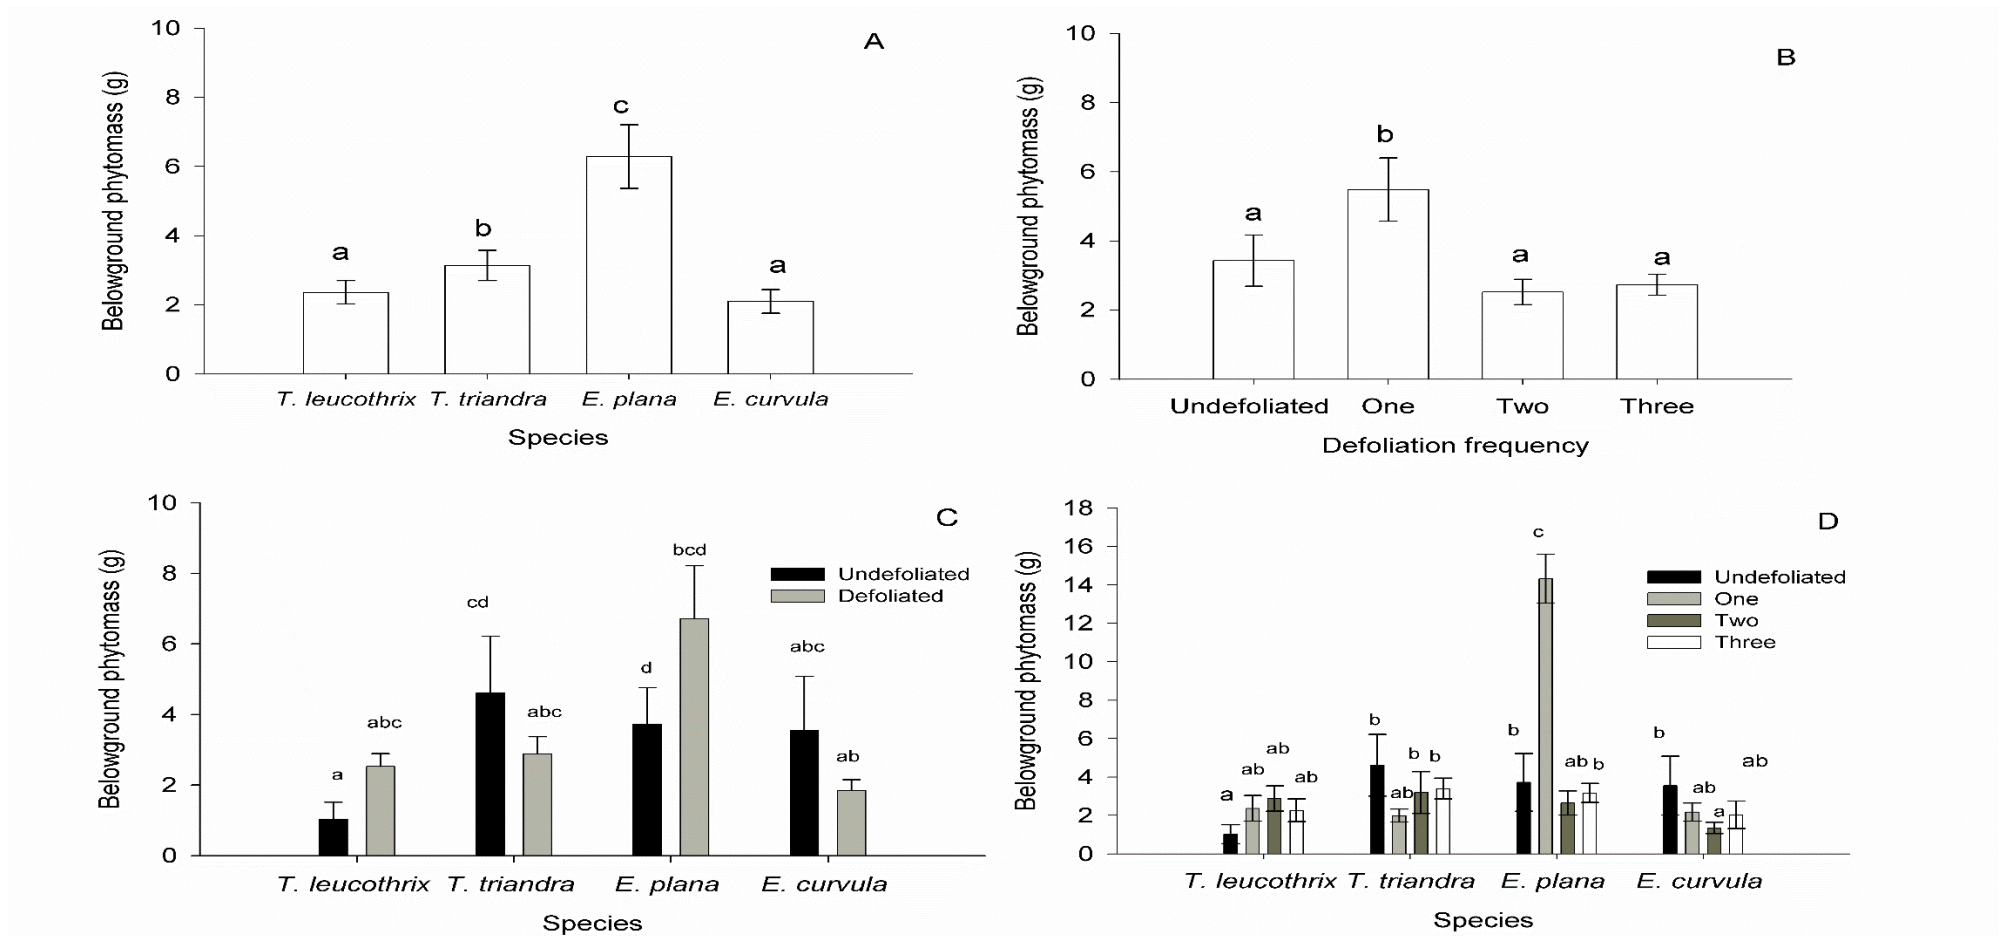 A
Belowground phytomass (g)
10
8
6
4
2
0
a
b
c
a
T. leucothrix T. triandra E. plana E. curvula
Species
B
Belowground phytomass (g)
10
8
6
4
2
0
a
b
a
a
Undefoliated One Two Three
Defoliation frequency
C
Belowground phytomass (g)
10
8
6
4
2
0
a
abc
cd
abc
d
bcd
abc
ab
Undefoliated
Defoliated
T. leucothrix T. triandra E. plana E. curvula
Species
D
Belowground phytomass (g)
18
16
14
12
10
8
6
4
2
0
a
ab
ab
ab
b
ab
b
b
b
c
ab
b
b
ab
a
ab
Undefoliated
One
Two
Three
T. leucothrix T. triandra E. plana E. curvula
Species